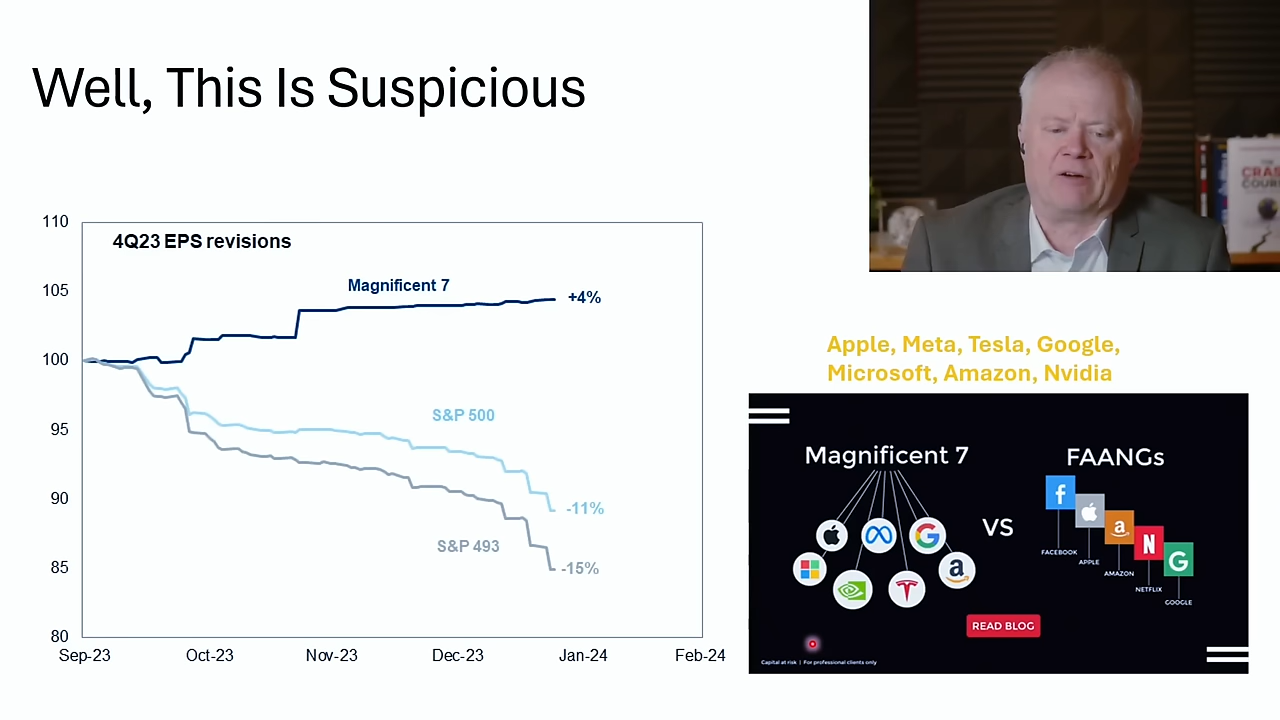 Well, This Is Suspicious
110
105
100
95
90
85
80
4Q23 EPS revisions
Magnificent 7
+4%
S&P 500
-11%
S&P 493
-15%
Sep-23
Oct-23
Nov-23
Dec-23
Jan-24
Feb-24
Apple, Meta, Tesla, Google,
Microsoft, Amazon, Nvidia
Magnificent 7
VS
FAANGs
f
FACEBOOK
APPLE
a
AMAZON
N
NETFLIX
G
GOOGLE
G
a
READ BLOG
Capital at risk | For professional clients only
THE
CRAS
COUR